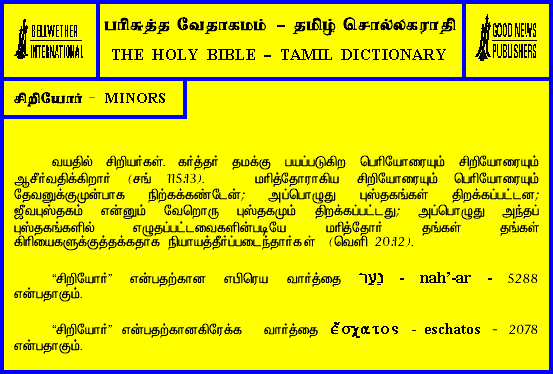 BELLWETHER
INTERNATIONAL
பரிசுத்த வேதாகமம் – தமிழ் சொல்லகராதி
THE HOLY BIBLE – TAMIL DICTIONARY
GOOD NEWS
PUBLISHERS
சிறியோர் - MINORS
வயதில் சிறியர்கள். கர்த்தர் தமக்கு பயப்படுகிற பெரியோரையும் சிறியோரையும்
ஆசீர்வதிக்கிறார் (சங் 115:13). மரித்தோராகிய சிறியோரையும் பெரியோரையும்
தேவனுக்குமுன்பாக நிற்கக்கண்டேன்; அப்பொழுது புஸ்தகங்கள் திறக்கப்பட்டன;
ஜீவபுஸ்தகம் என்னும் வேறொரு புஸ்தகமும் திறக்கப்பட்டது; அப்பொழுது அந்தப்
புஸ்தகங்களில் எழுதப்பட்டவைகளின்படியே மரித்தோர் தங்கள் தங்கள்
கிரியைகளுக்குத்தக்கதாக நியாயத்தீர்ப்படைந்தார்கள் (வெளி 20:12).
“சிறியோர்” என்பதற்கான எபிரெய வார்த்தை נָעַר - nah’-ar - 5288
என்பதாகும்.
“சிறியோர்” என்பதற்கானகிரேக்க வார்த்தை ἔσχατος - eschatos - 2078
என்பதாகும்.